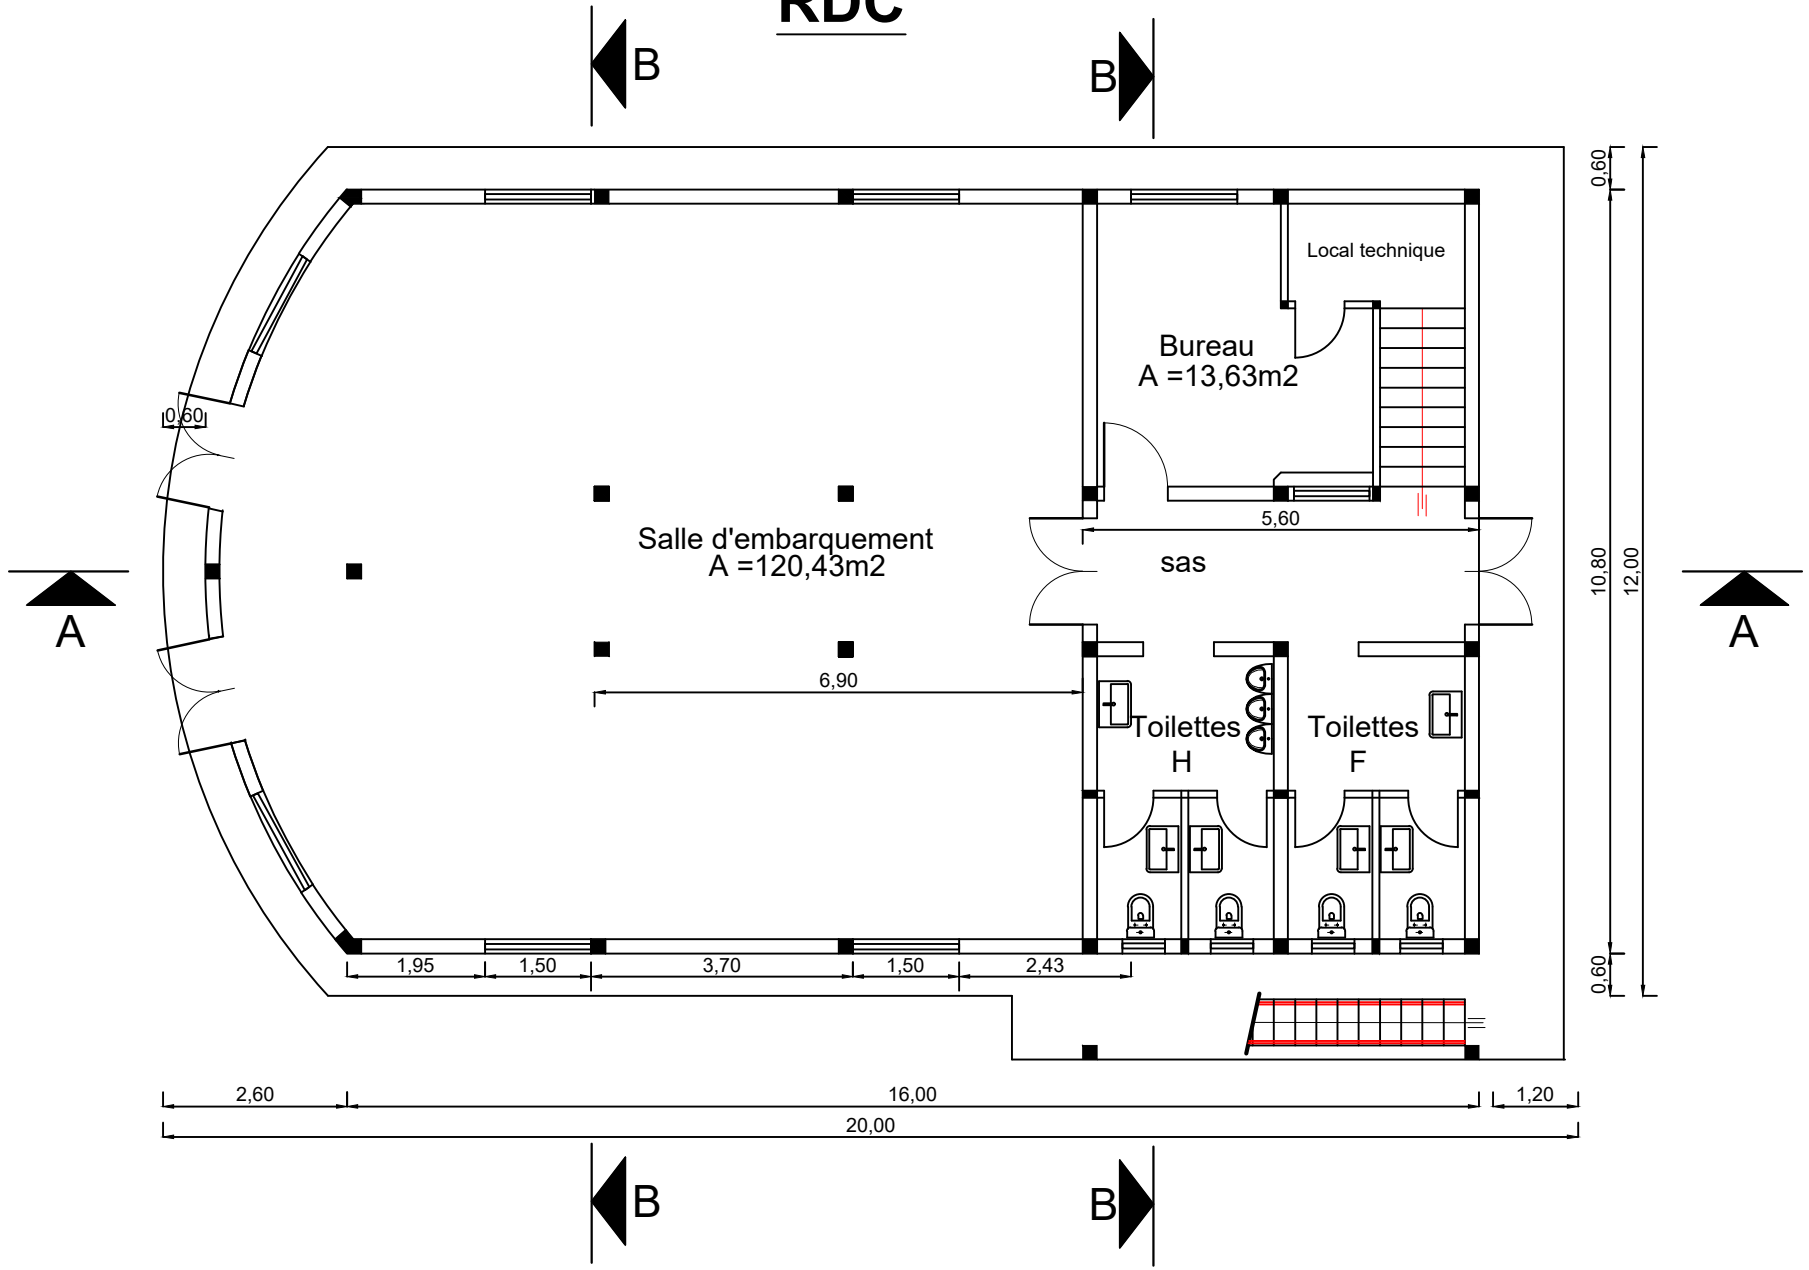 RDC
B
B
0,60
Local technique
Bureau
A =13,63m2
0,60
5,60
Salle d'embarquement
A =120,43m2
sas
10,80
12,00
A
A
6,90
Toilettes
H
Toilettes
F
1,95
1,50
3,70
1,50
2,43
0,60
2,60
16,00
1,20
20,00
B
B